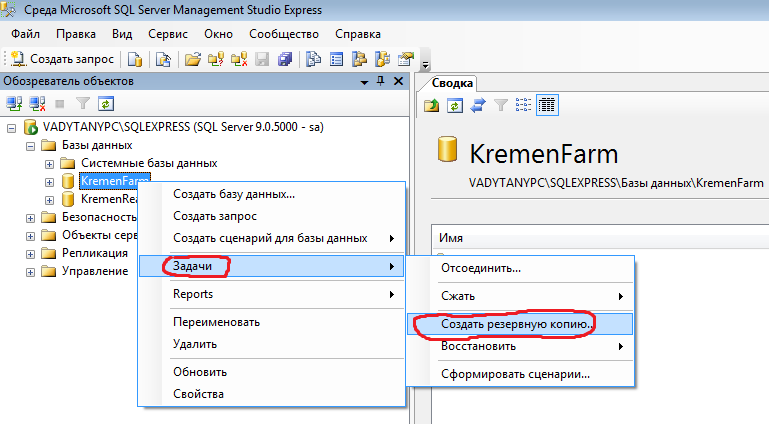 Среда Microsoft SQL Server Management Studio Express
Файл Правка Вид Сервис Окно Сообщество Справка
Создать запрос
Обозреватель объектов
VADYTANYPC\SQLEXPRESS (SQL Server 9.0.5000 - sa)
Базы данных
Системные базы данных
KremenFarm
KremenRea
Безопасность
Объекты серв
Репликация
Управление
Создать базу данных...
Создать запрос
Создать сценарий для базы данных
Задачи
Reports
Переименовать
Удалить
Обновить
Свойства
Отсоединить...
Сжать
Создать резервную копию...
Восстановить
Сформировать сценарии...
Сводка
KremenFarm
VADYTANYPC\SQLEXPRESS\Базы данных\KremenFarm
Имя